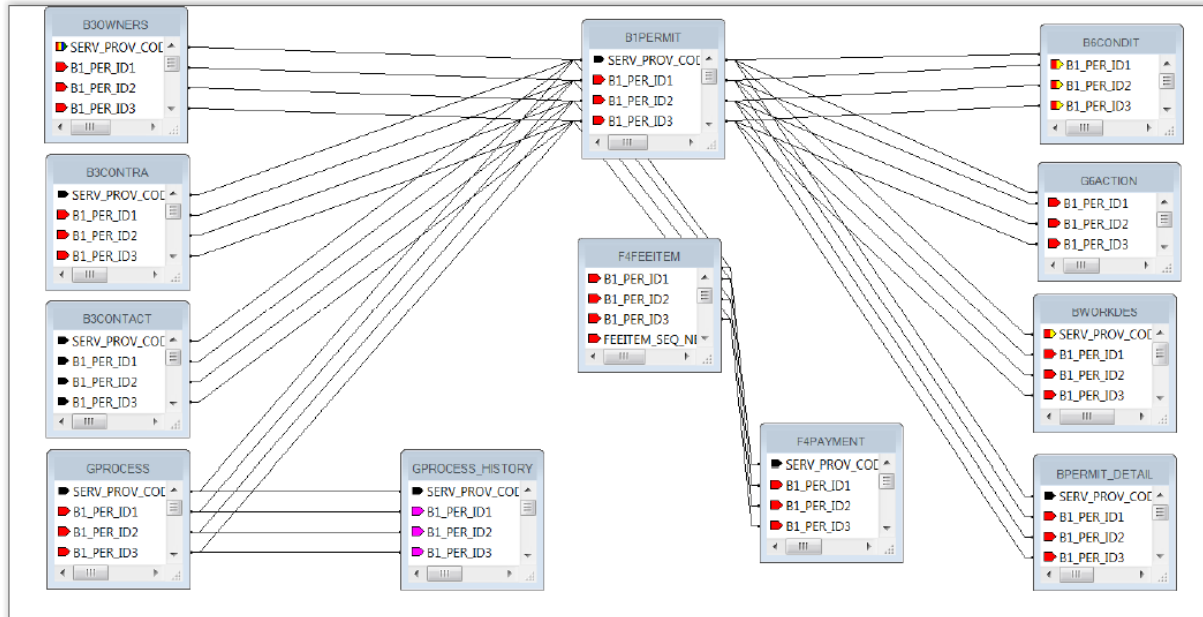 B3OWNERS
SERV_PROV_COD
B1_PER_ID1
B1_PER_ID2
B1_PER_ID3
B3CONTRA
SERV_PROV_COD
B1_PER_ID1
B1_PER_ID2
B1_PER_ID3
B3CONTACT
SERV_PROV_COD
B1_PER_ID1
B1_PER_ID2
B1_PER_ID3
GPROCESS
SERV_PROV_COD
B1_PER_ID1
B1_PER_ID2
B1_PER_ID3
GPROCESS_HISTORY
SERV_PROV_COD
B1_PER_ID1
B1_PER_ID2
B1_PER_ID3
B1PERMIT
SERV_PROV_COD
B1_PER_ID1
B1_PER_ID2
B1_PER_ID3
F4FEEITEM
B1_PER_ID1
B1_PER_ID2
B1_PER_ID3
FEEITEM_SEQ_NI
F4PAYMENT
SERV_PROV_COD
B1_PER_ID1
B1_PER_ID2
B1_PER_ID3
B6CONDIT
B1_PER_ID1
B1_PER_ID2
B1_PER_ID3
G6ACTION
B1_PER_ID1
B1_PER_ID2
B1_PER_ID3
BWORKDES
SERV_PROV_COD
B1_PER_ID1
B1_PER_ID2
B1_PER_ID3
BPERMIT_DETAIL
SERV_PROV_COD
B1_PER_ID1
B1_PER_ID2
B1_PER_ID3